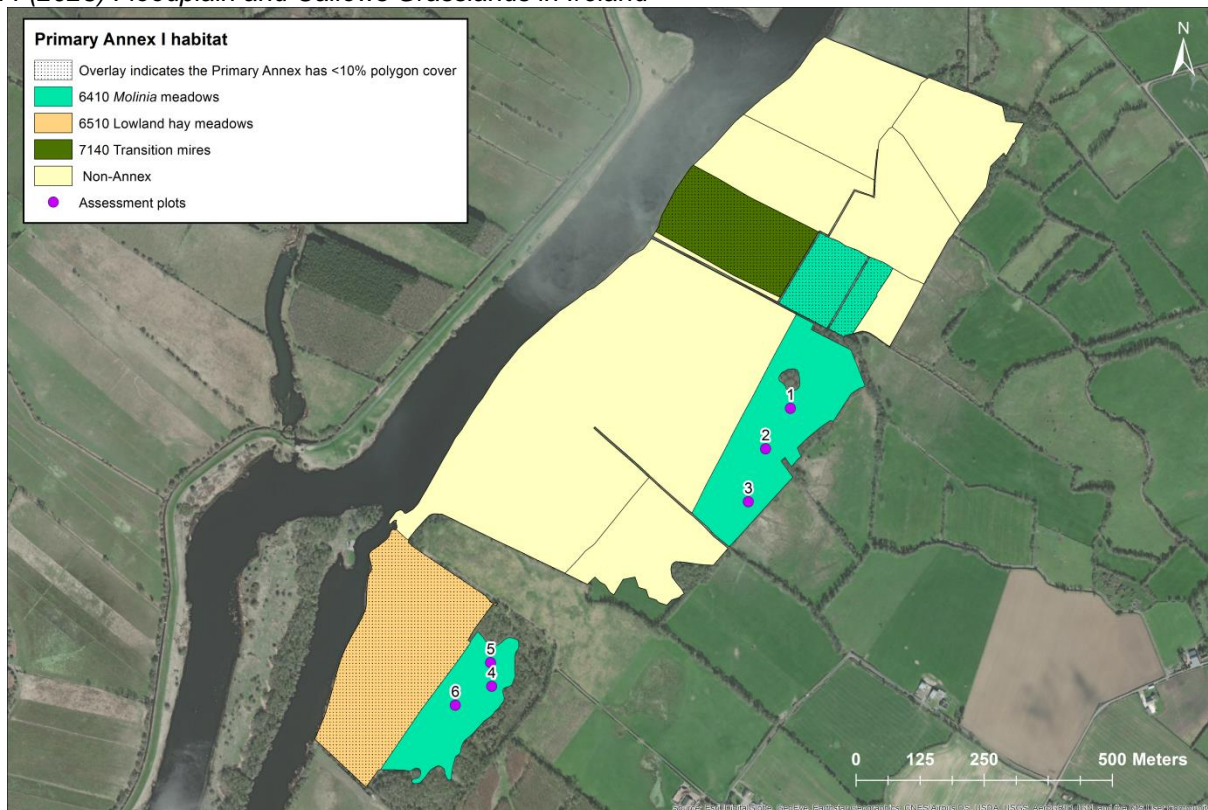 (2023) Floodplain and Callows Grasslands in Ireland
Primary Annex I habitat
Overlay indicates the Primary Annex has <10% polygon cover
6410 Molinia meadows
6510 Lowland hay meadows
7140 Transition mires
Non-Annex
Assessment plots
N
1
2
3
5
4
6
0 125 250 500 Meters